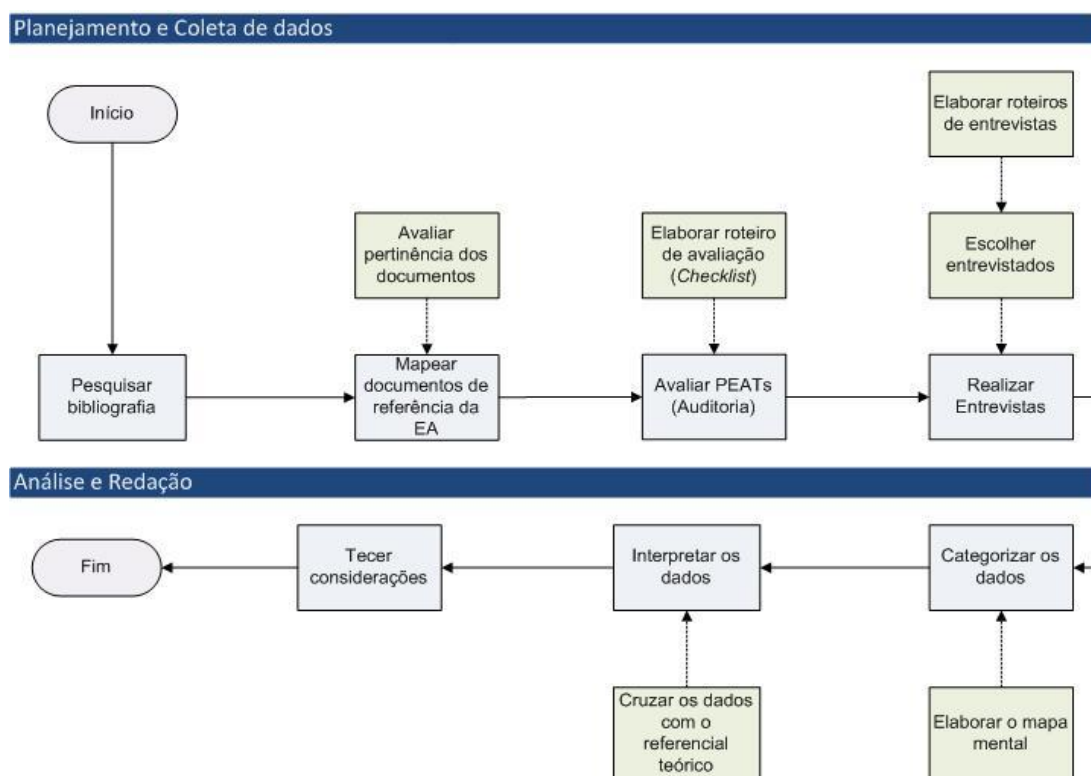 Planejamento e Coleta de dados
Início
Elaborar roteiros
de entrevistas
Avaliar
pertinência dos
documentos
Elaborar roteiro
de avaliação
(Checklist)
Escolher
entrevistados
Pesquisar
bibliografia
Mapear
documentos de
referência da
EA
Avaliar PEATs
(Auditoria)
Realizar
Entrevistas
Análise e Redação
Fim
Tecer
considerações
Interpretar os
dados
Categorizar os
dados
Cruzar os dados
com o
referencial
teórico
Elaborar o mapa
mental